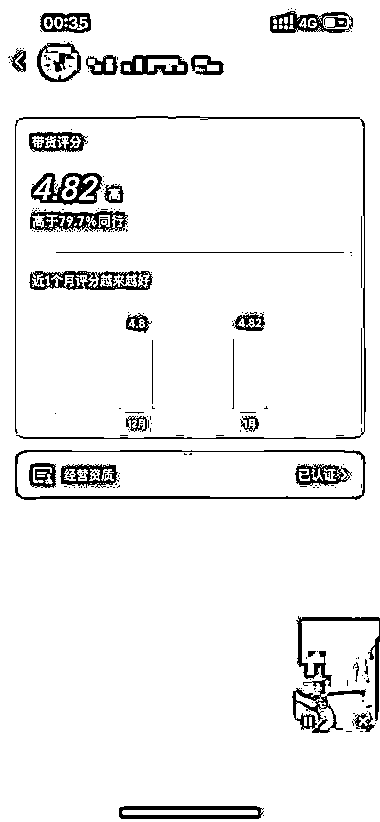 00:35
4G
带货评分
4.82 高
高于79.7%同行
近1个月评分越来越好
4.8 4.82
12月 1月
经营资质 已认证